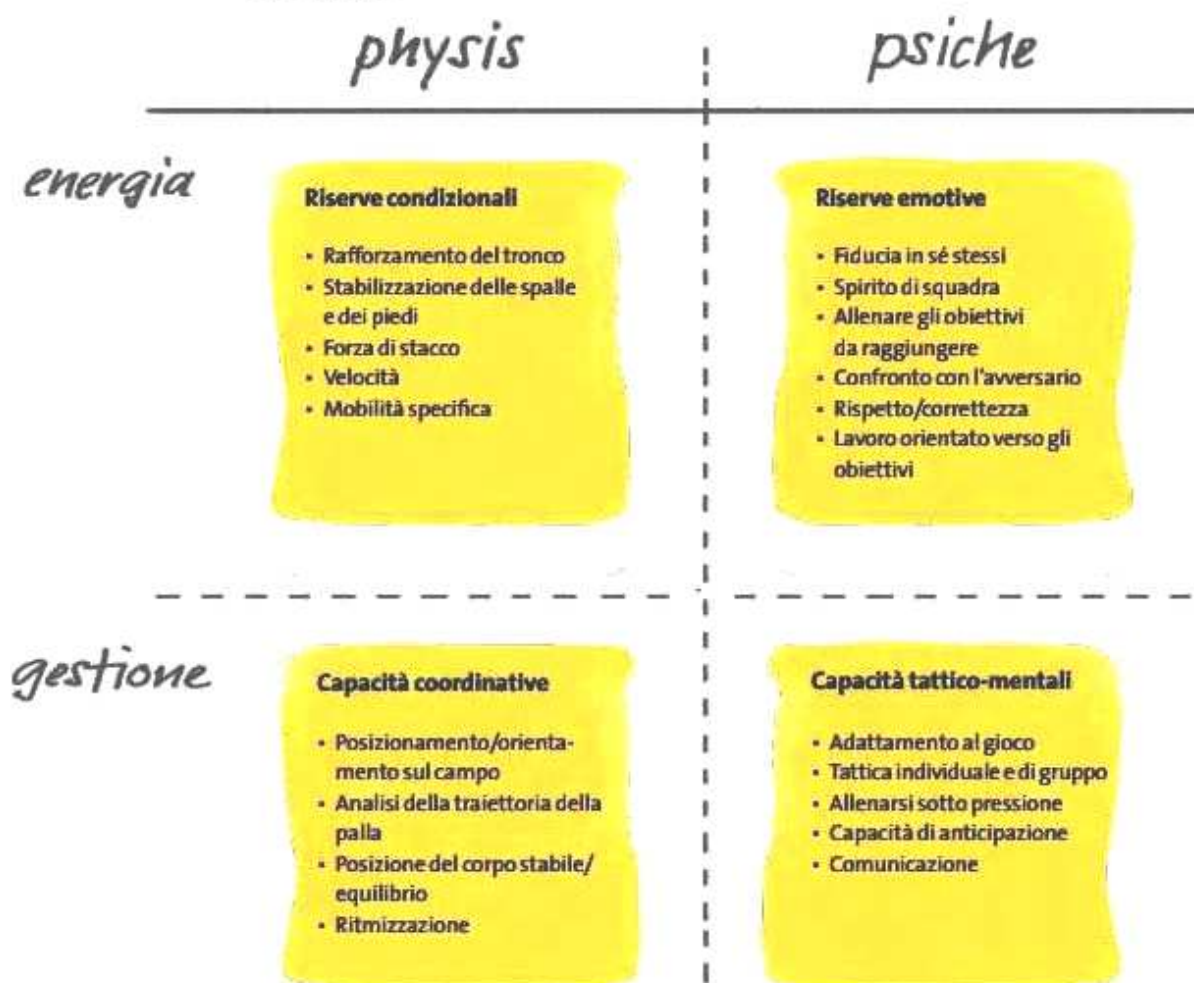 physis
psiche
energia
Riserve condizionali
• Rafforzamento del tronco
• Stabilizzazione delle spalle
e dei piedi
• Forza di stacco
• Velocità
• Mobilità specifica
Riserve emotive
• Fiducia in sé stessi
• Spirito di squadra
• Allenare gli obiettivi
da raggiungere
• Confronto con l'avversario
• Rispetto/correttezza
• Lavoro orientato verso gli
obiettivi
gestione
Capacità coordinative
• Posizionamento/orienta-
mento sul campo
• Analisi della traiettoria della
palla
• Posizione del corpo stabile/
equilibrio
• Ritmizzazione
Capacità tattico-mentali
• Adattamento al gioco
• Tattica individuale e di gruppo
• Allenarsi sotto pressione
• Capacità di anticipazione
• Comunicazione